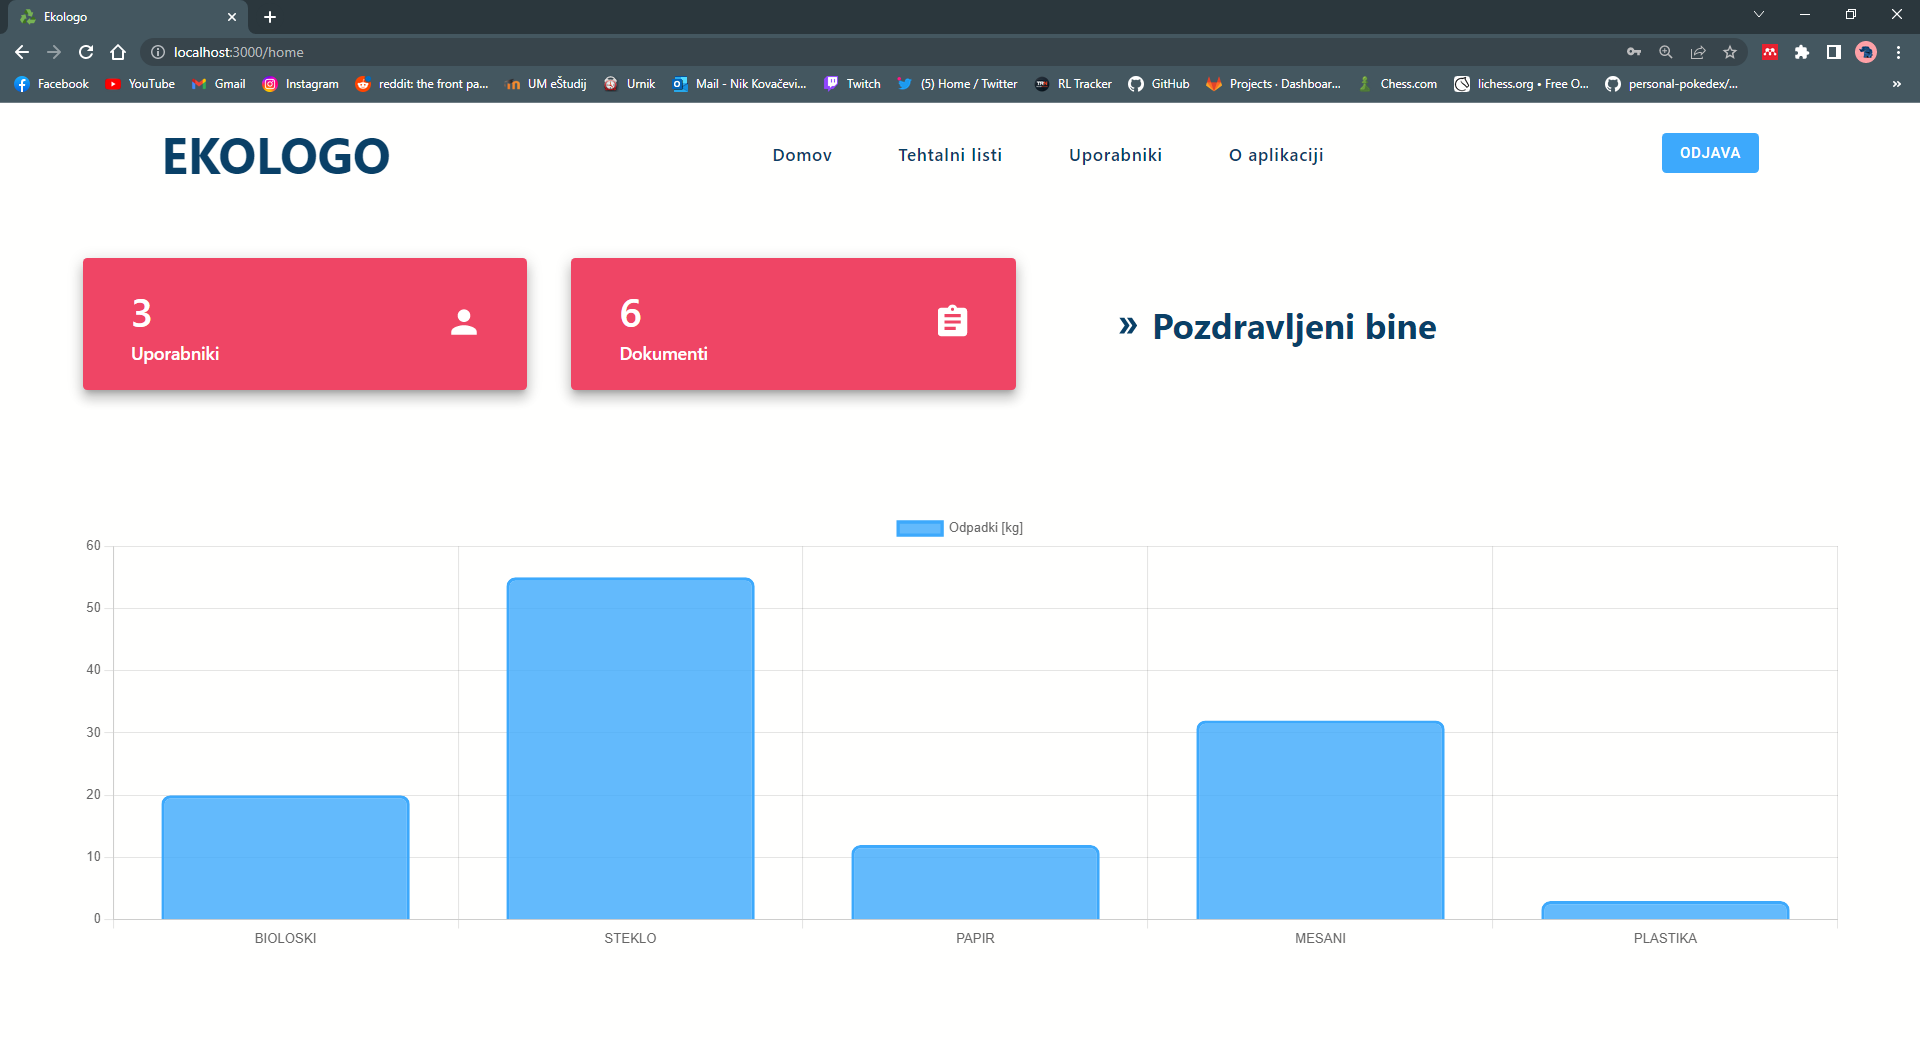 Ekologo
localhost:3000/home
Facebook YouTube Gmail Instagram reddit: the front pa... UM eŠtudij Urnik Mail - Nik Kovačevi... Twitch (5) Home / Twitter RL Tracker GitHub Projects · Dashboar... Chess.com lichess.org • Free O... personal-pokedex/... »
EKOLOGO Domov Tehtalni listi Uporabniki O aplikaciji ODJAVA
3
Uporabniki
6
Dokumenti
» Pozdravljeni bine
Odpadki [kg]
60
50
40
30
20
10
0
BIOLOSKI STEKLO PAPIR MESANI PLASTIKA